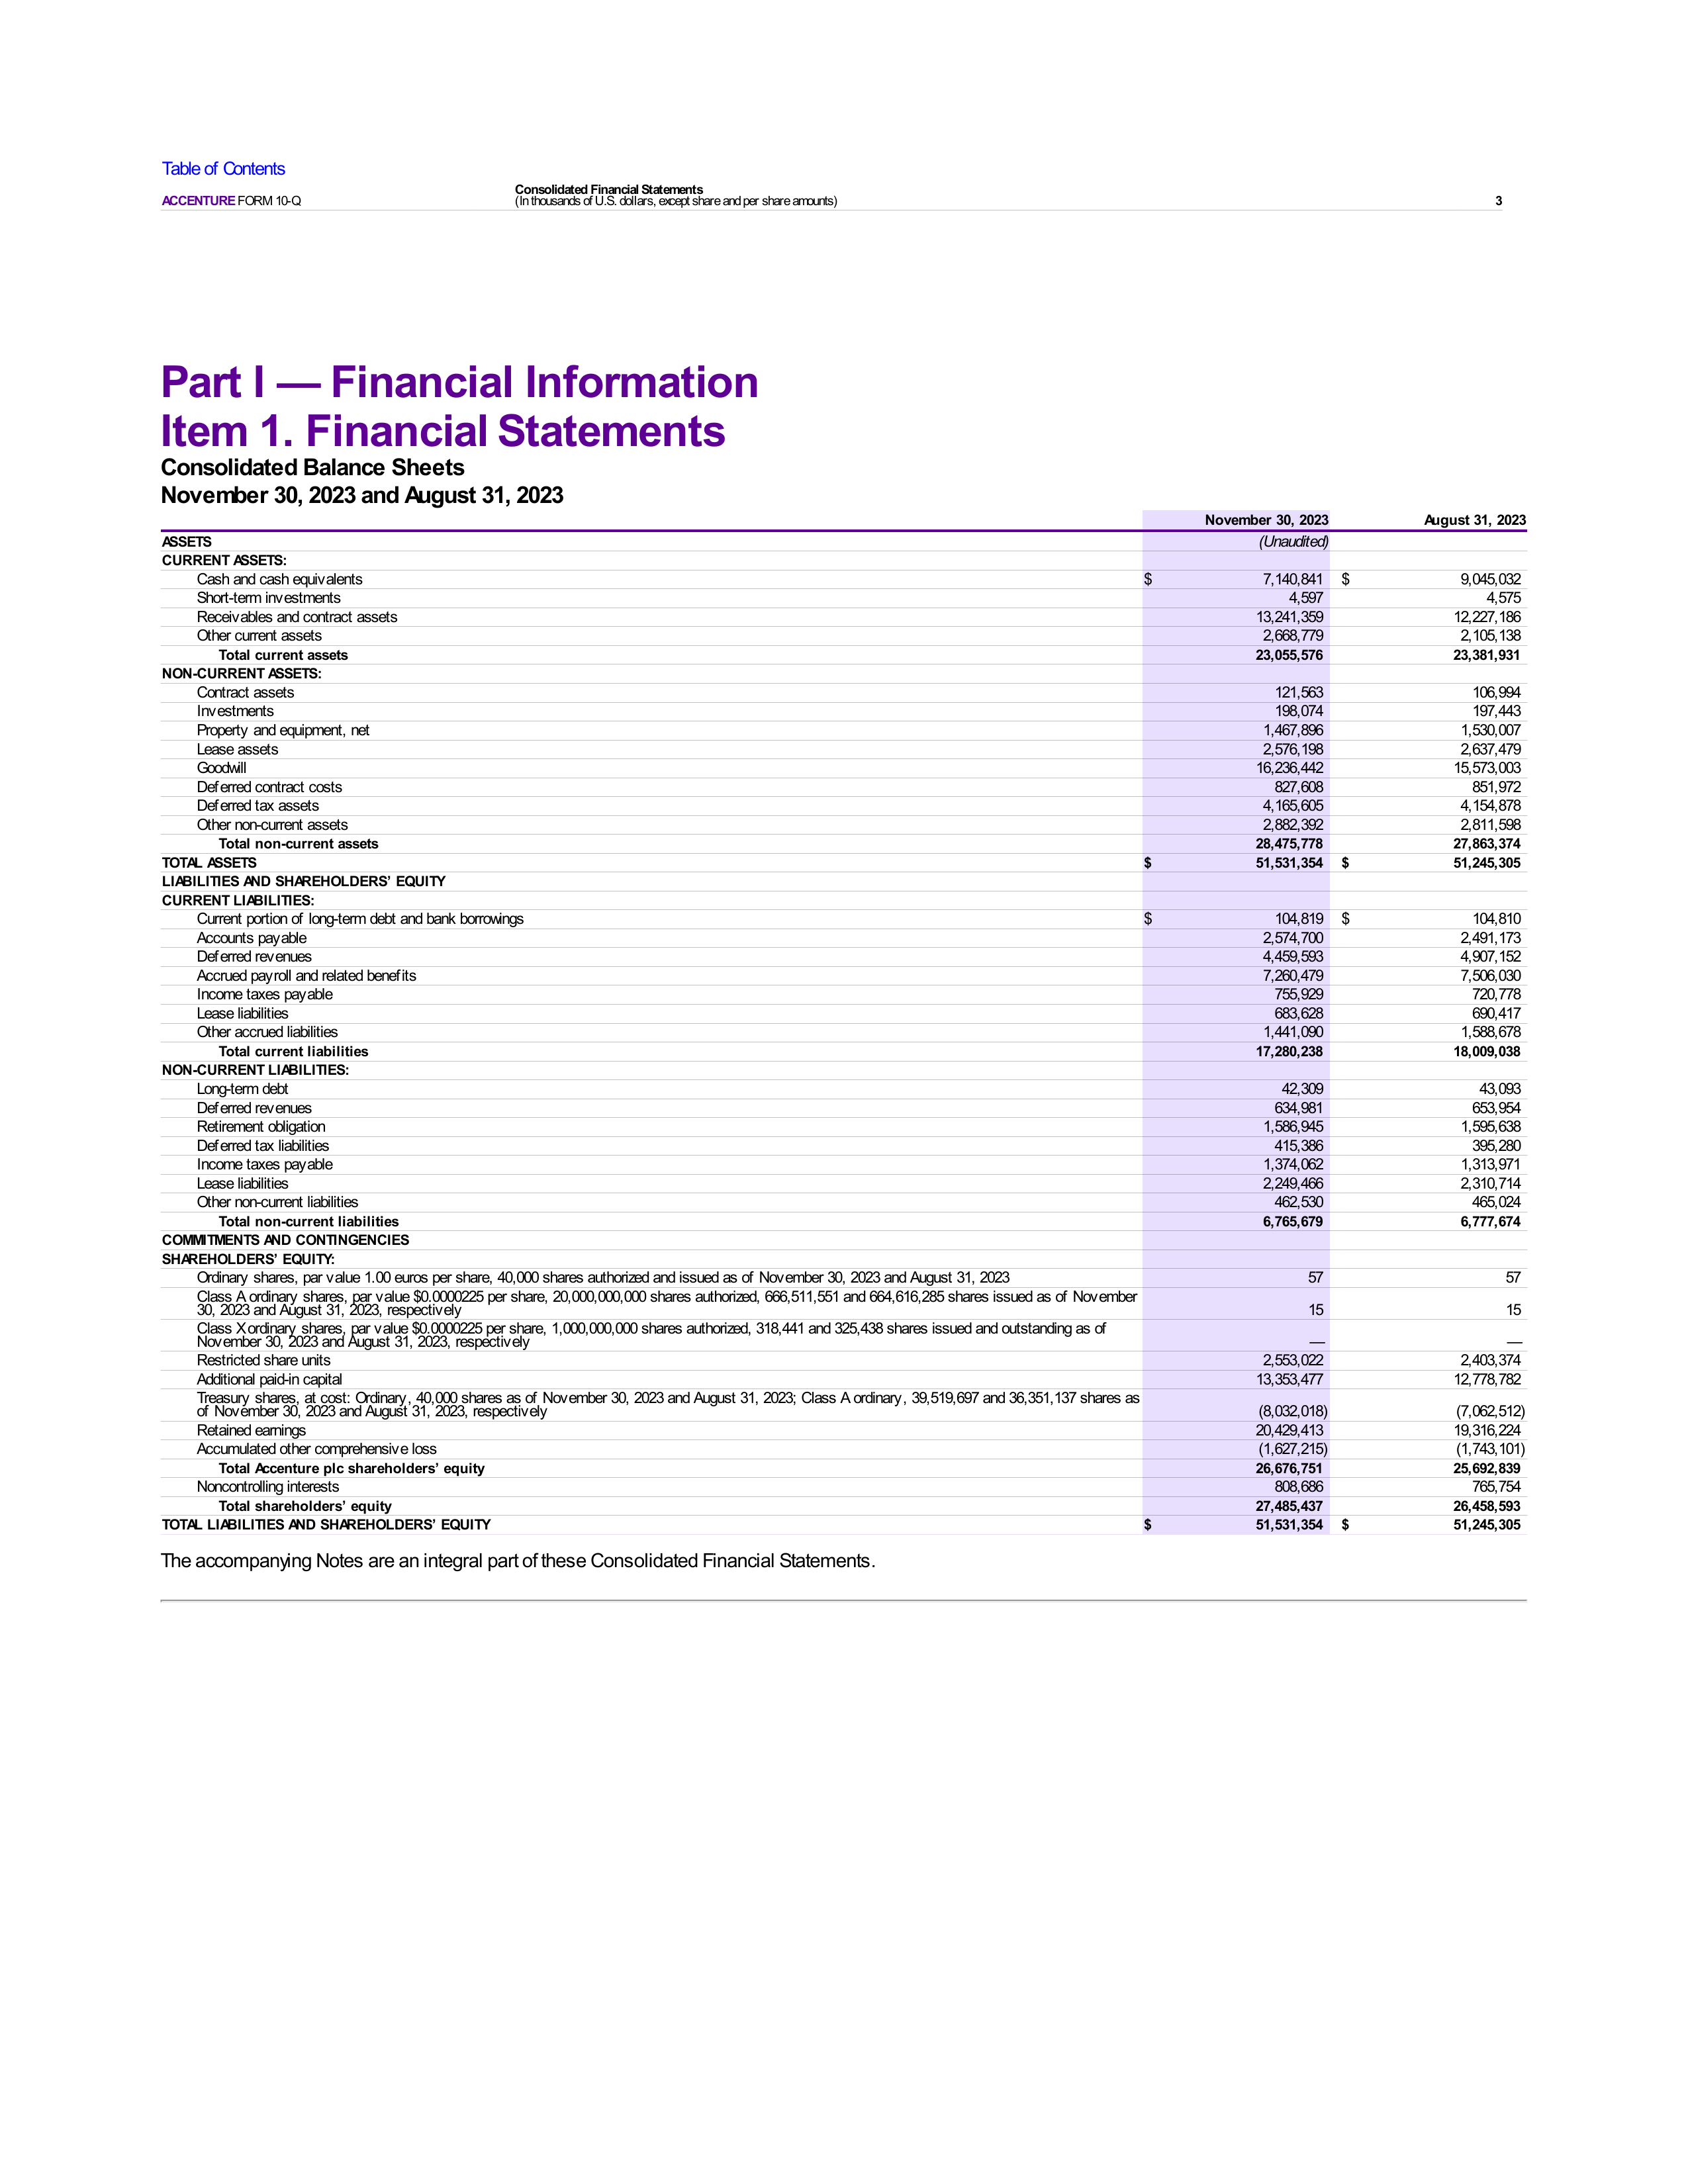 Table of Contents
Consolidated Financial Statements
ACCENTURE FORM 10-Q (In thousands of U.S. dollars, except share and per share amounts) 3
Part I — Financial Information
Item 1. Financial Statements
Consolidated Balance Sheets
November 30, 2023 and August 31, 2023
November 30, 2023 August 31, 2023
ASSETS (Unaudited)
CURRENT ASSETS:
Cash and cash equivalents $ 7,140,841 $ 9,045,032
Short-term investments 4,597 4,575
Receivables and contract assets 13,241,359 12,227,186
Other current assets 2,668,779 2,105,138
Total current assets 23,055,576 23,381,931
NON-CURRENT ASSETS:
Contract assets 121,563 106,994
Investments 198,074 197,443
Property and equipment, net 1,467,896 1,530,007
Lease assets 2,576,198 2,637,479
Goodwill 16,236,442 15,573,003
Deferred contract costs 827,608 851,972
Deferred tax assets 4,165,605 4,154,878
Other non-current assets 2,882,392 2,811,598
Total non-current assets 28,475,778 27,863,374
TOTAL ASSETS $ 51,531,354 $ 51,245,305
LIABILITIES AND SHAREHOLDERS’ EQUITY
CURRENT LIABILITIES:
Current portion of long-term debt and bank borrowings $ 104,819 $ 104,810
Accounts payable 2,574,700 2,491,173
Deferred revenues 4,459,593 4,907,152
Accrued payroll and related benefits 7,260,479 7,506,030
Income taxes payable 755,929 720,778
Lease liabilities 683,628 690,417
Other accrued liabilities 1,441,090 1,588,678
Total current liabilities 17,280,238 18,009,038
NON-CURRENT LIABILITIES:
Long-term debt 42,309 43,093
Deferred revenues 634,981 653,954
Retirement obligation 1,586,945 1,595,638
Deferred tax liabilities 415,386 395,280
Income taxes payable 1,374,062 1,313,971
Lease liabilities 2,249,466 2,310,714
Other non-current liabilities 462,530 465,024
Total non-current liabilities 6,765,679 6,777,674
COMMITMENTS AND CONTINGENCIES
SHAREHOLDERS’ EQUITY:
Ordinary shares, par value 1.00 euros per share, 40,000 shares authorized and issued as of November 30, 2023 and August 31, 2023 57 57
Class A ordinary shares, par value $0.0000225 per share, 20,000,000,000 shares authorized, 666,511,551 and 664,616,285 shares issued as of November
30, 2023 and August 31, 2023, respectively 15 15
Class X ordinary shares, par value $0.0000225 per share, 1,000,000,000 shares authorized, 318,441 and 325,438 shares issued and outstanding as of
November 30, 2023 and August 31, 2023, respectively — —
Restricted share units 2,553,022 2,403,374
Additional paid-in capital 13,353,477 12,778,782
Treasury shares, at cost: Ordinary, 40,000 shares as of November 30, 2023 and August 31, 2023; Class A ordinary, 39,519,697 and 36,351,137 shares as
of November 30, 2023 and August 31, 2023, respectively (8,032,018) (7,062,512)
Retained earnings 20,429,413 19,316,224
Accumulated other comprehensive loss (1,627,215) (1,743,101)
Total Accenture plc shareholders’ equity 26,676,751 25,692,839
Noncontrolling interests 808,686 765,754
Total shareholders’ equity 27,485,437 26,458,593
TOTAL LIABILITIES AND SHAREHOLDERS’ EQUITY $ 51,531,354 $ 51,245,305
The accompanying Notes are an integral part of these Consolidated Financial Statements.